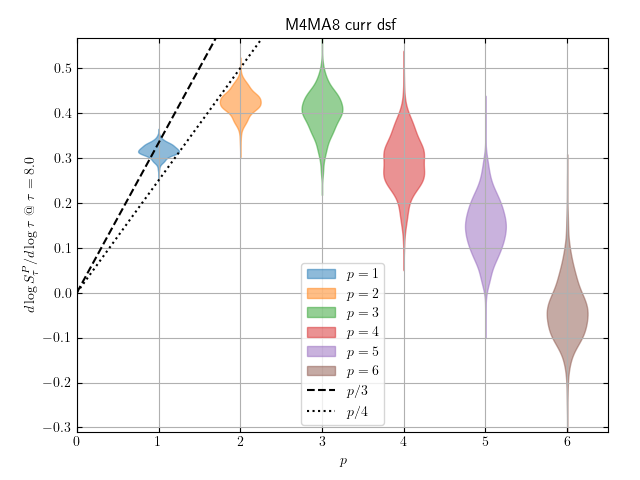 M4MA8 curr dsf
d log S_τ^P / d log τ @ τ = 8.0
0.5
0.4
0.3
0.2
0.1
0.0
−0.1
−0.2
−0.3
p = 1
p = 2
p = 3
p = 4
p = 5
p = 6
p/3
p/4
0 1 2 3 4 5 6
p